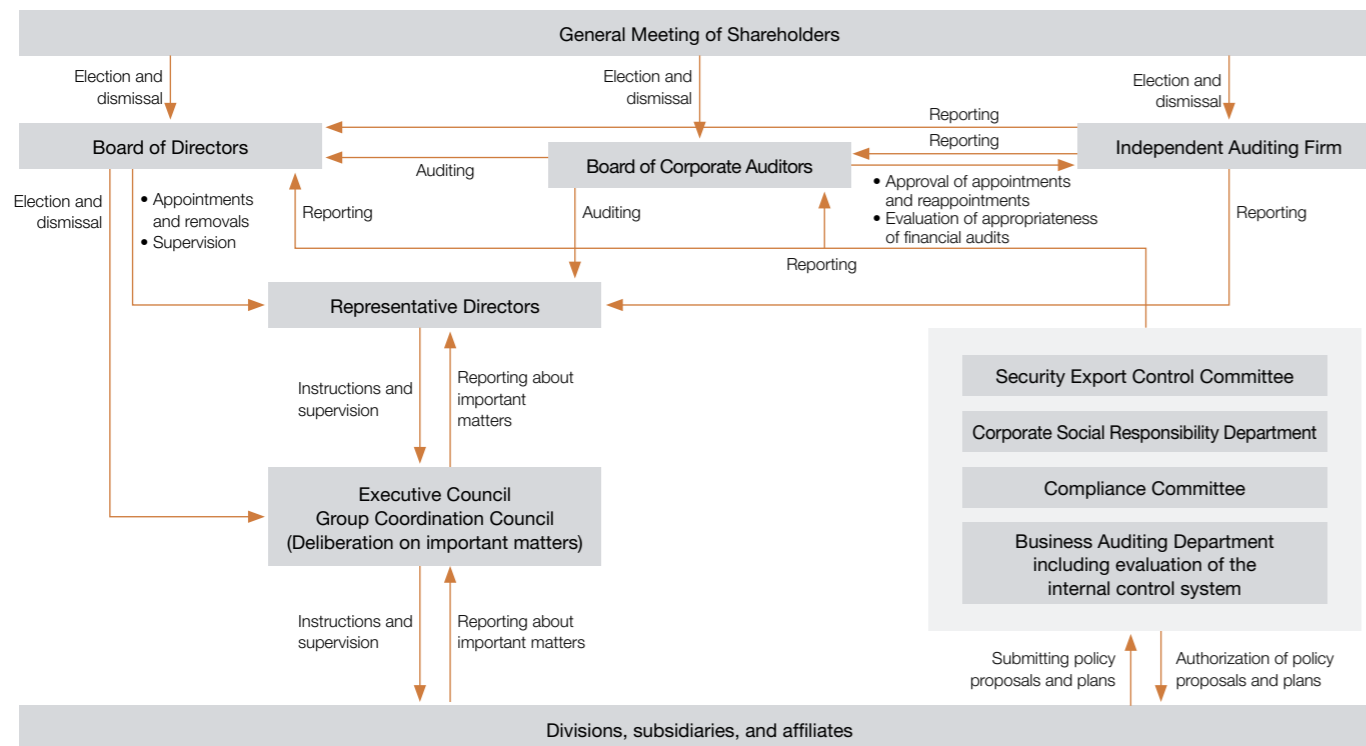 General Meeting of Shareholders
Election and
dismissal
Election and
dismissal
Election and
dismissal
Reporting
Board of Directors
Reporting
Independent Auditing Firm
Auditing
Board of Corporate Auditors
Election and
dismissal
• Appointments
and removals
• Supervision
Reporting
Auditing
• Approval of appointments
and reappointments
• Evaluation of appropriateness
of financial audits
Reporting
Reporting
Representative Directors
Instructions and
supervision
Reporting about
important
matters
Security Export Control Committee
Corporate Social Responsibility Department
Compliance Committee
Business Auditing Department
including evaluation of the
internal control system
Executive Council
Group Coordination Council
(Deliberation on important matters)
Instructions and
supervision
Reporting about
important matters
Submitting policy
proposals and plans
Authorization of policy
proposals and plans
Divisions, subsidiaries, and affiliates